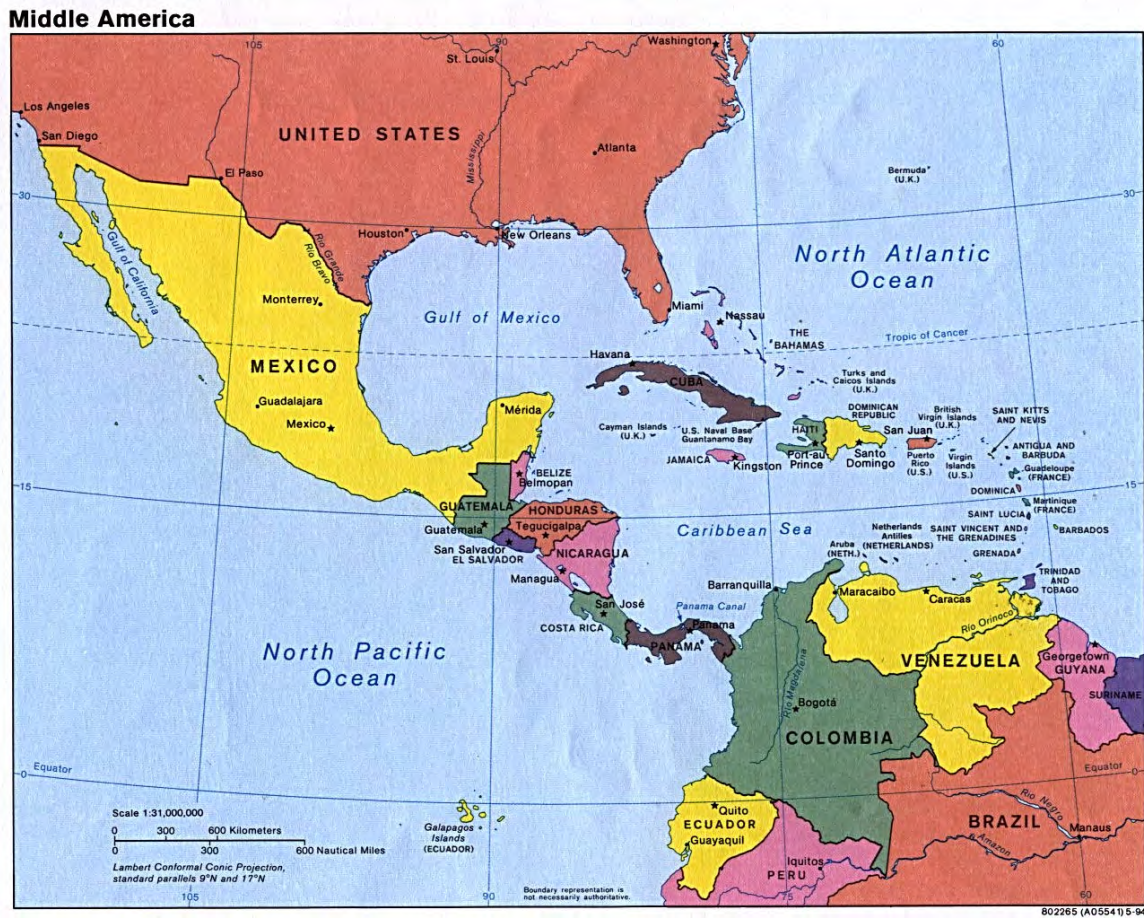 Middle America
105
90
60
Washington
St. Louis
Los Angeles
San Diego
UNITED STATES
Mississippi
Atlanta
El Paso
Bermuda
(U.K.)
30
30
Houston
New Orleans
Gulf of California
Rio Grande
Rio Bravo
North Atlantic
Ocean
Monterrey
Miami
Gulf of Mexico
Nassau
THE
BAHAMAS
Tropic of Cancer
Havana
MEXICO
CUBA
Turks and
Caicos Islands
(U.K.)
Guadalajara
Mérida
Mexico
Cayman Islands
(U.K.)
U.S. Naval Base
Guantanamo Bay
HAITI
DOMINICAN
REPUBLIC
San Juan
British
Virgin Islands
(U.K.)
SAINT KITTS
AND NEVIS
JAMAICA
Kingston
Port-au
Prince
Santo
Domingo
Puerto
Rico
(U.S.)
Virgin
Islands
(U.S.)
ANTIGUA AND
BARBUDA
Guadeloupe
(FRANCE)
BELIZE
Belmopan
15
15
DOMINICA
Martinique
(FRANCE)
GUATEMALA
HONDURAS
SAINT LUCIA
Guatemala
Tegucigalpa
Caribbean Sea
Netherlands
Antilles
(NETHERLANDS)
SAINT VINCENT AND
THE GRENADINES
BARBADOS
San Salvador
EL SALVADOR
NICARAGUA
Aruba
(NETH.)
GRENADA
Managua
Barranquilla
Maracaibo
Caracas
TRINIDAD
AND
TOBAGO
San José
COSTA RICA
Panama Canal
Panama
PANAMA
Río Orinoco
North Pacific
Ocean
Río Magdalena
VENEZUELA
Georgetown
GUYANA
SURINAME
Bogotá
COLOMBIA
0
Equator
Equator
0
Scale 1:31,000,000
0 300 600 Kilometers
0 300 600 Nautical Miles
Lambert Conformal Conic Projection,
standard parallels 9°N and 17°N
Galapagos
Islands
(ECUADOR)
Quito
ECUADOR
Guayaquil
Rio Negro
BRAZIL
Manaus
Amazon
Iquitos
PERU
Boundary representation is
not necessarily authoritative.
105
90
75
60